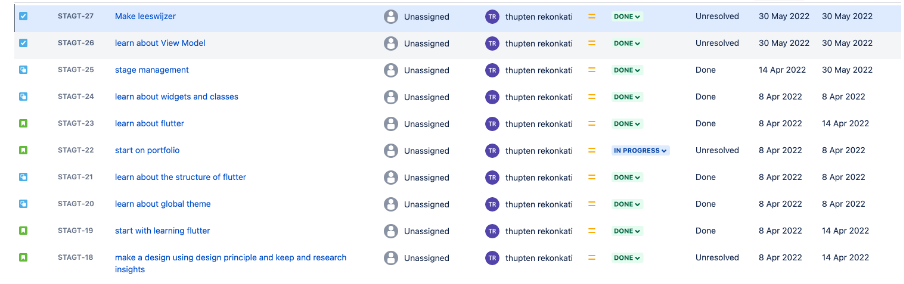 STAGT-27 Make leeswijzer Unassigned TR thupten rekonkati DONE Unresolved 30 May 2022 30 May 2022
STAGT-26 learn about View Model Unassigned TR thupten rekonkati DONE Unresolved 30 May 2022 30 May 2022
STAGT-25 stage management Unassigned TR thupten rekonkati DONE Done 14 Apr 2022 30 May 2022
STAGT-24 learn about widgets and classes Unassigned TR thupten rekonkati DONE Done 8 Apr 2022 8 Apr 2022
STAGT-23 learn about flutter Unassigned TR thupten rekonkati DONE Done 8 Apr 2022 14 Apr 2022
STAGT-22 start on portfolio Unassigned TR thupten rekonkati IN PROGRESS Unresolved 8 Apr 2022 8 Apr 2022
STAGT-21 learn about the structure of flutter Unassigned TR thupten rekonkati DONE Done 8 Apr 2022 8 Apr 2022
STAGT-20 learn about global theme Unassigned TR thupten rekonkati DONE Done 8 Apr 2022 8 Apr 2022
STAGT-19 start with learning flutter Unassigned TR thupten rekonkati DONE Done 8 Apr 2022 14 Apr 2022
STAGT-18 make a design using design principle and keep and research Unassigned TR thupten rekonkati DONE Unresolved 8 Apr 2022 14 Apr 2022
insights